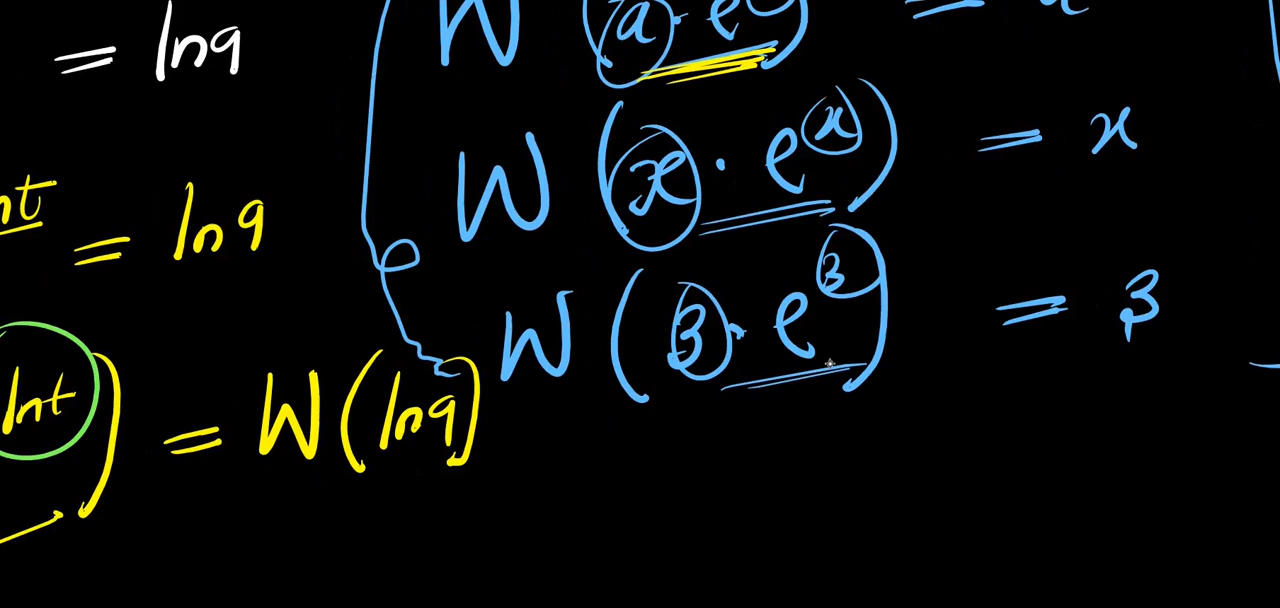 = ln9
W (a · e
W (x · e^x) = x
nt = ln9
W (3 · e^3) = 3
lnt) = W(ln9)